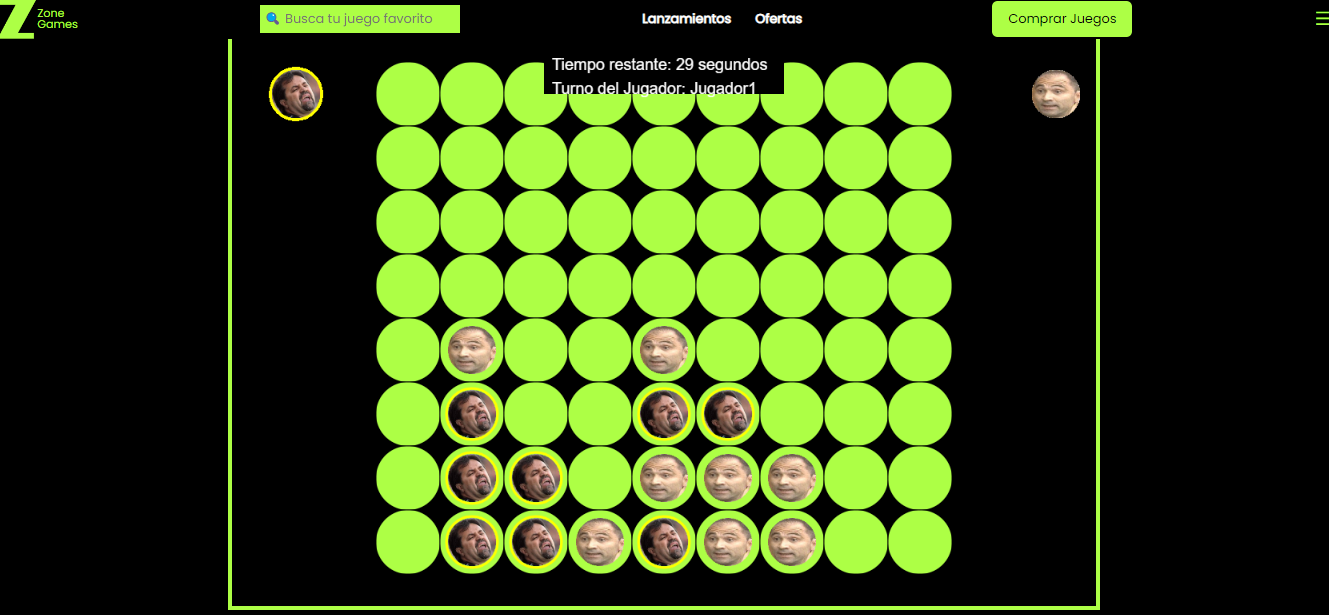 Zone
Games
Busca tu juego favorito
Lanzamientos
Ofertas
Comprar Juegos
Tiempo restante: 29 segundos
Turno del Jugador: Jugador1